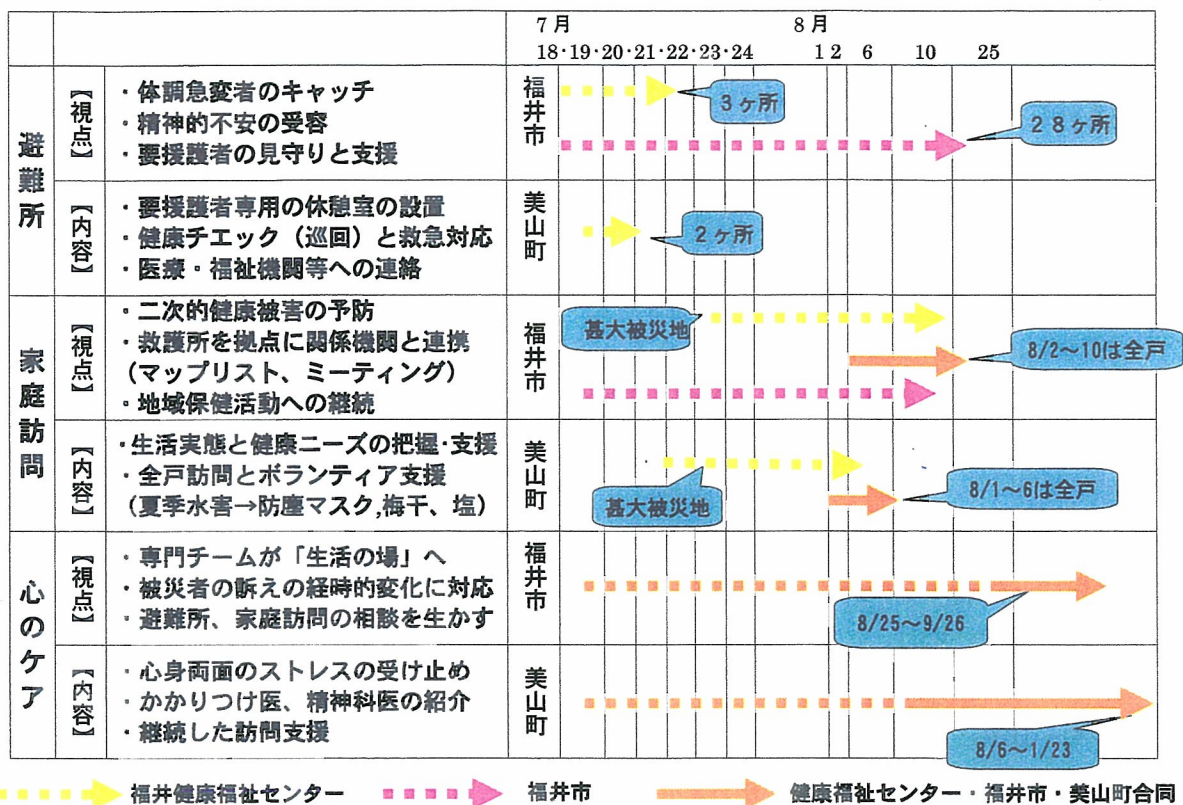 7月 8月
18・19・20・21・22・23・24 1 2 6 10 25
避難所
【視点】
・体調急変者のキャッチ
・精神的不安の受容
・要援護者の見守りと支援
福井市
3ヶ所
28ヶ所
【内容】
・要援護者専用の休憩室の設置
・健康チエック(巡回)と救急対応
・医療・福祉機関等への連絡
美山町
2ヶ所
家庭訪問
【視点】
・二次的健康被害の予防
・救護所を拠点に関係機関と連携
(マップリスト、ミーティング)
・地域保健活動への継続
福井市
甚大被災地
8/2～10は全戸
【内容】
・生活実態と健康ニーズの把握・支援
・全戸訪問とボランティア支援
(夏季水害→防塵マスク,梅干、塩)
美山町
甚大被災地
8/1～6は全戸
心のケア
【視点】
・専門チームが「生活の場」へ
・被災者の訴えの経時的変化に対応
・避難所、家庭訪問の相談を生かす
福井市
8/25～9/26
【内容】
・心身両面のストレスの受け止め
・かかりつけ医、精神科医の紹介
・継続した訪問支援
美山町
8/6～1/23
福井健康福祉センター 福井市 健康福祉センター・福井市・美山町合同